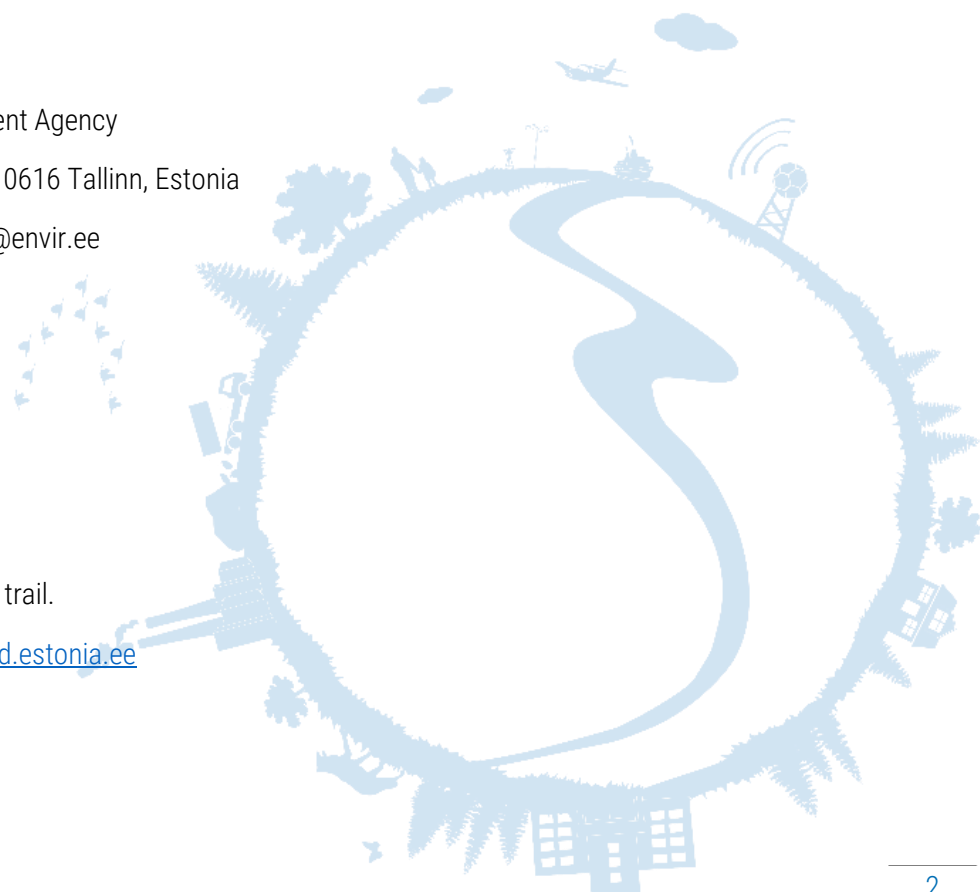 ent Agency
0616 Tallinn, Estonia
@envir.ee
trail.
d.estonia.ee
2